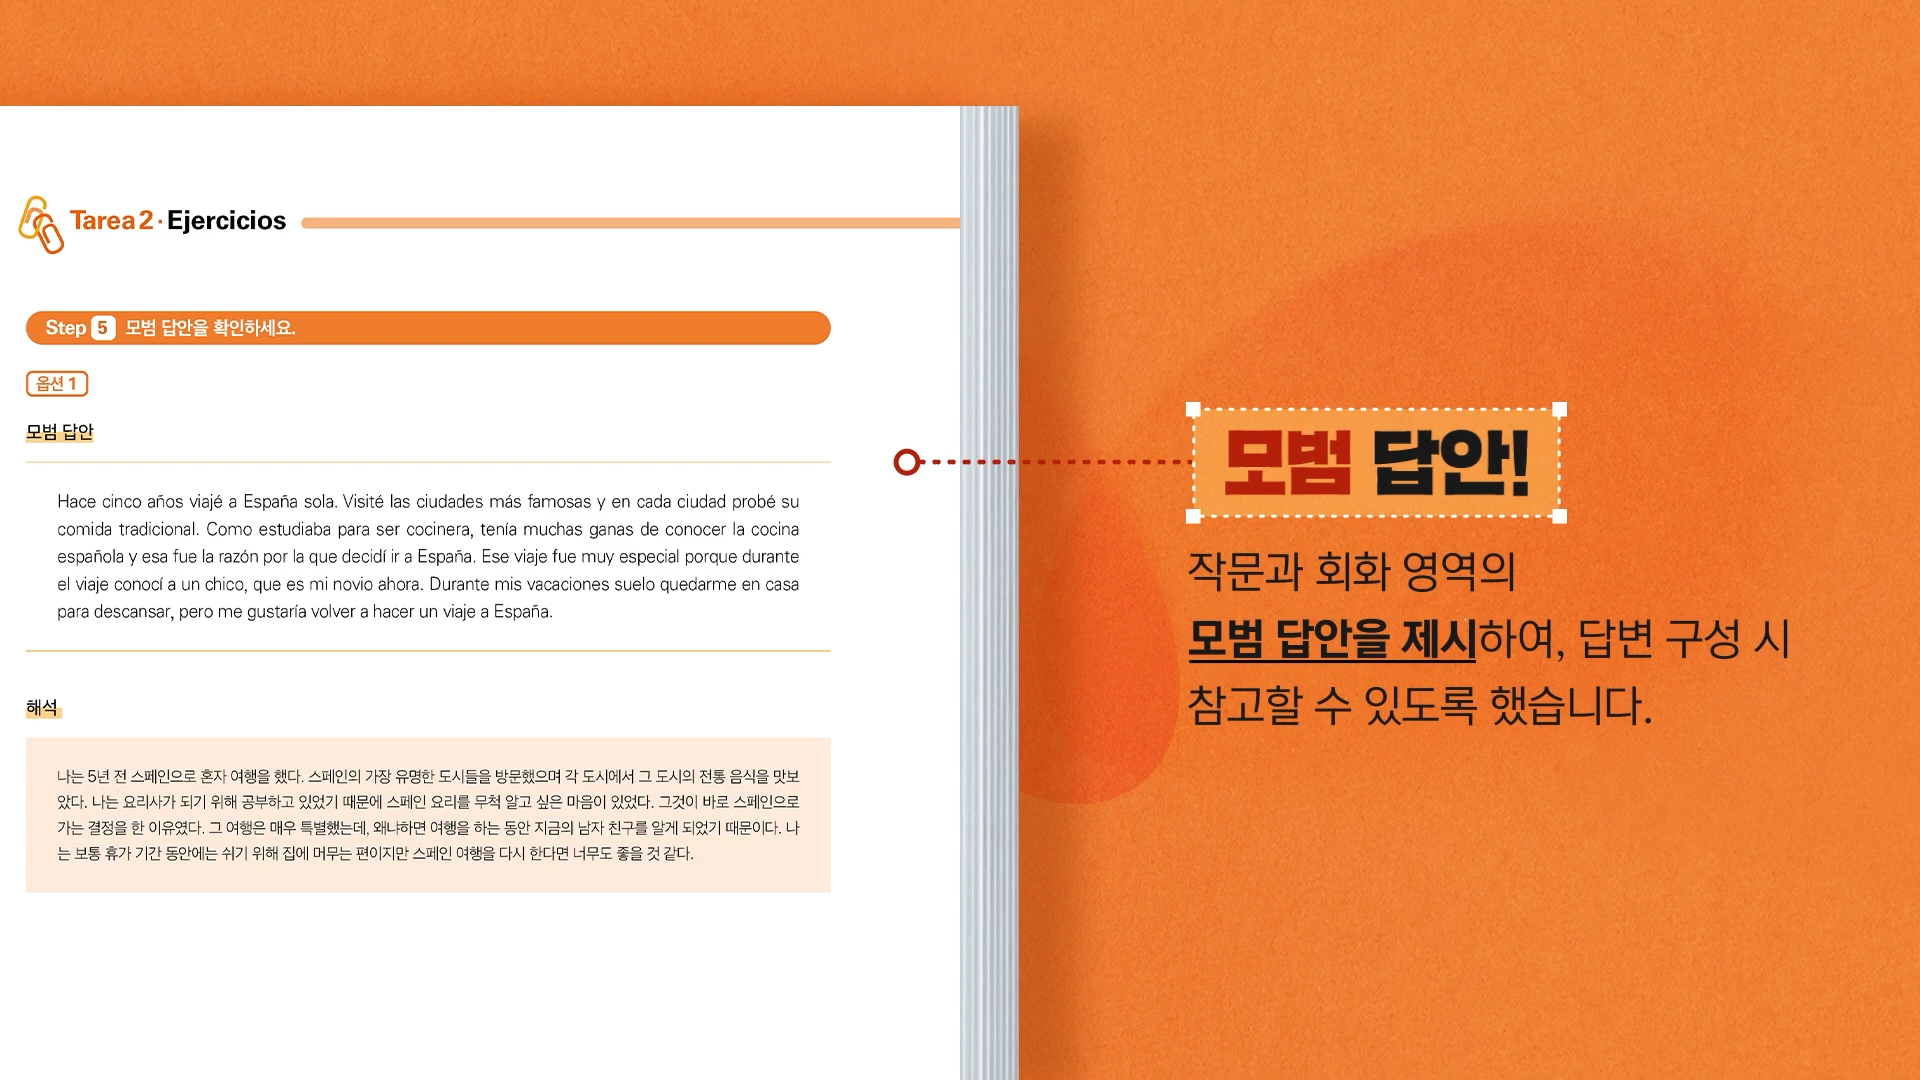 Tarea 2 · Ejercicios
Step 5 모범 답안을 확인하세요.
옵션 1
모범 답안
Hace cinco años viajé a España sola. Visité las ciudades más famosas y en cada ciudad probé su
comida tradicional. Como estudiaba para ser cocinera, tenía muchas ganas de conocer la cocina
española y esa fue la razón por la que decidí ir a España. Ese viaje fue muy especial porque durante
el viaje conocí a un chico, que es mi novio ahora. Durante mis vacaciones suelo quedarme en casa
para descansar, pero me gustaría volver a hacer un viaje a España.
해석
나는 5년 전 스페인으로 혼자 여행을 했다. 스페인의 가장 유명한 도시들을 방문했으며 각 도시에서 그 도시의 전통 음식을 맛보
았다. 나는 요리사가 되기 위해 공부하고 있었기 때문에 스페인 요리를 무척 알고 싶은 마음이 있었다. 그것이 바로 스페인으로
가는 결정을 한 이유였다. 그 여행은 매우 특별했는데, 왜냐하면 여행을 하는 동안 지금의 남자 친구를 알게 되었기 때문이다. 나
는 보통 휴가 기간 동안에는 쉬기 위해 집에 머무는 편이지만 스페인 여행을 다시 한다면 너무도 좋을 것 같다.
모범 답안!
작문과 회화 영역의
모범 답안을 제시하여, 답변 구성 시
참고할 수 있도록 했습니다.